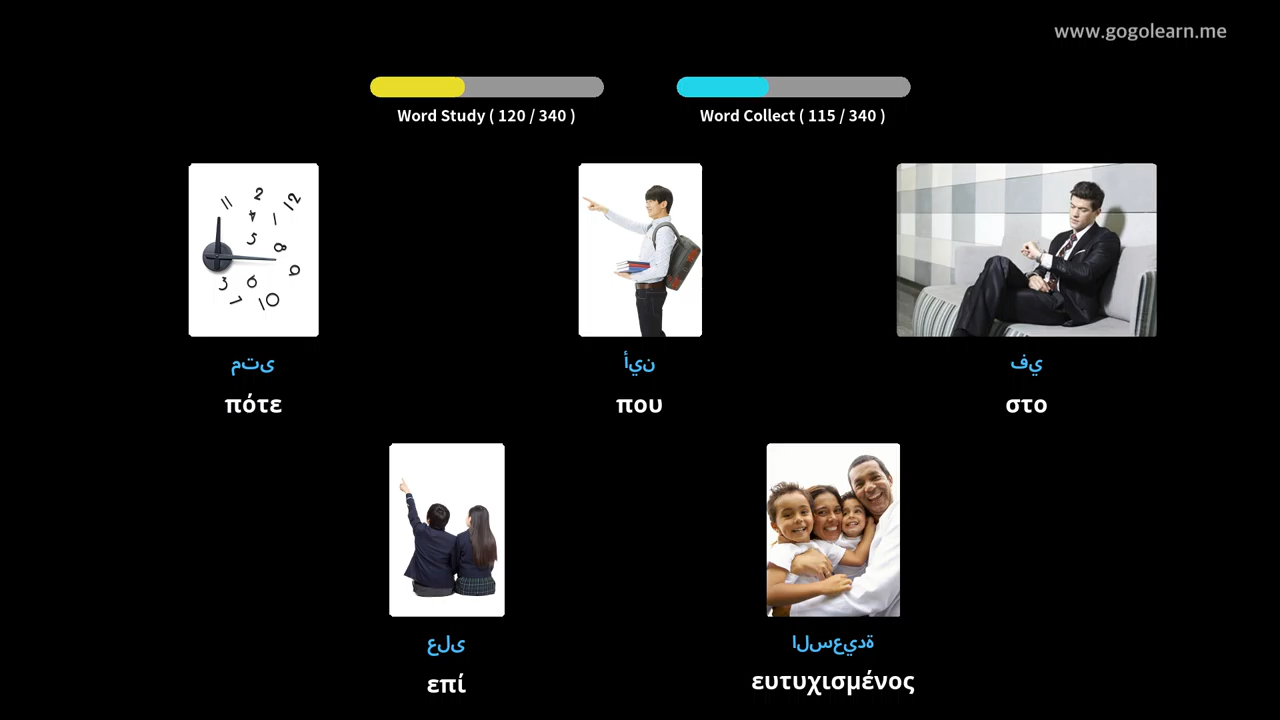 www.gogolearn.me
Word Study ( 120 / 340 )
Word Collect ( 115 / 340 )
متى
πότε
أين
που
في
στο
على
επί
السعيدة
ευτυχισμένος